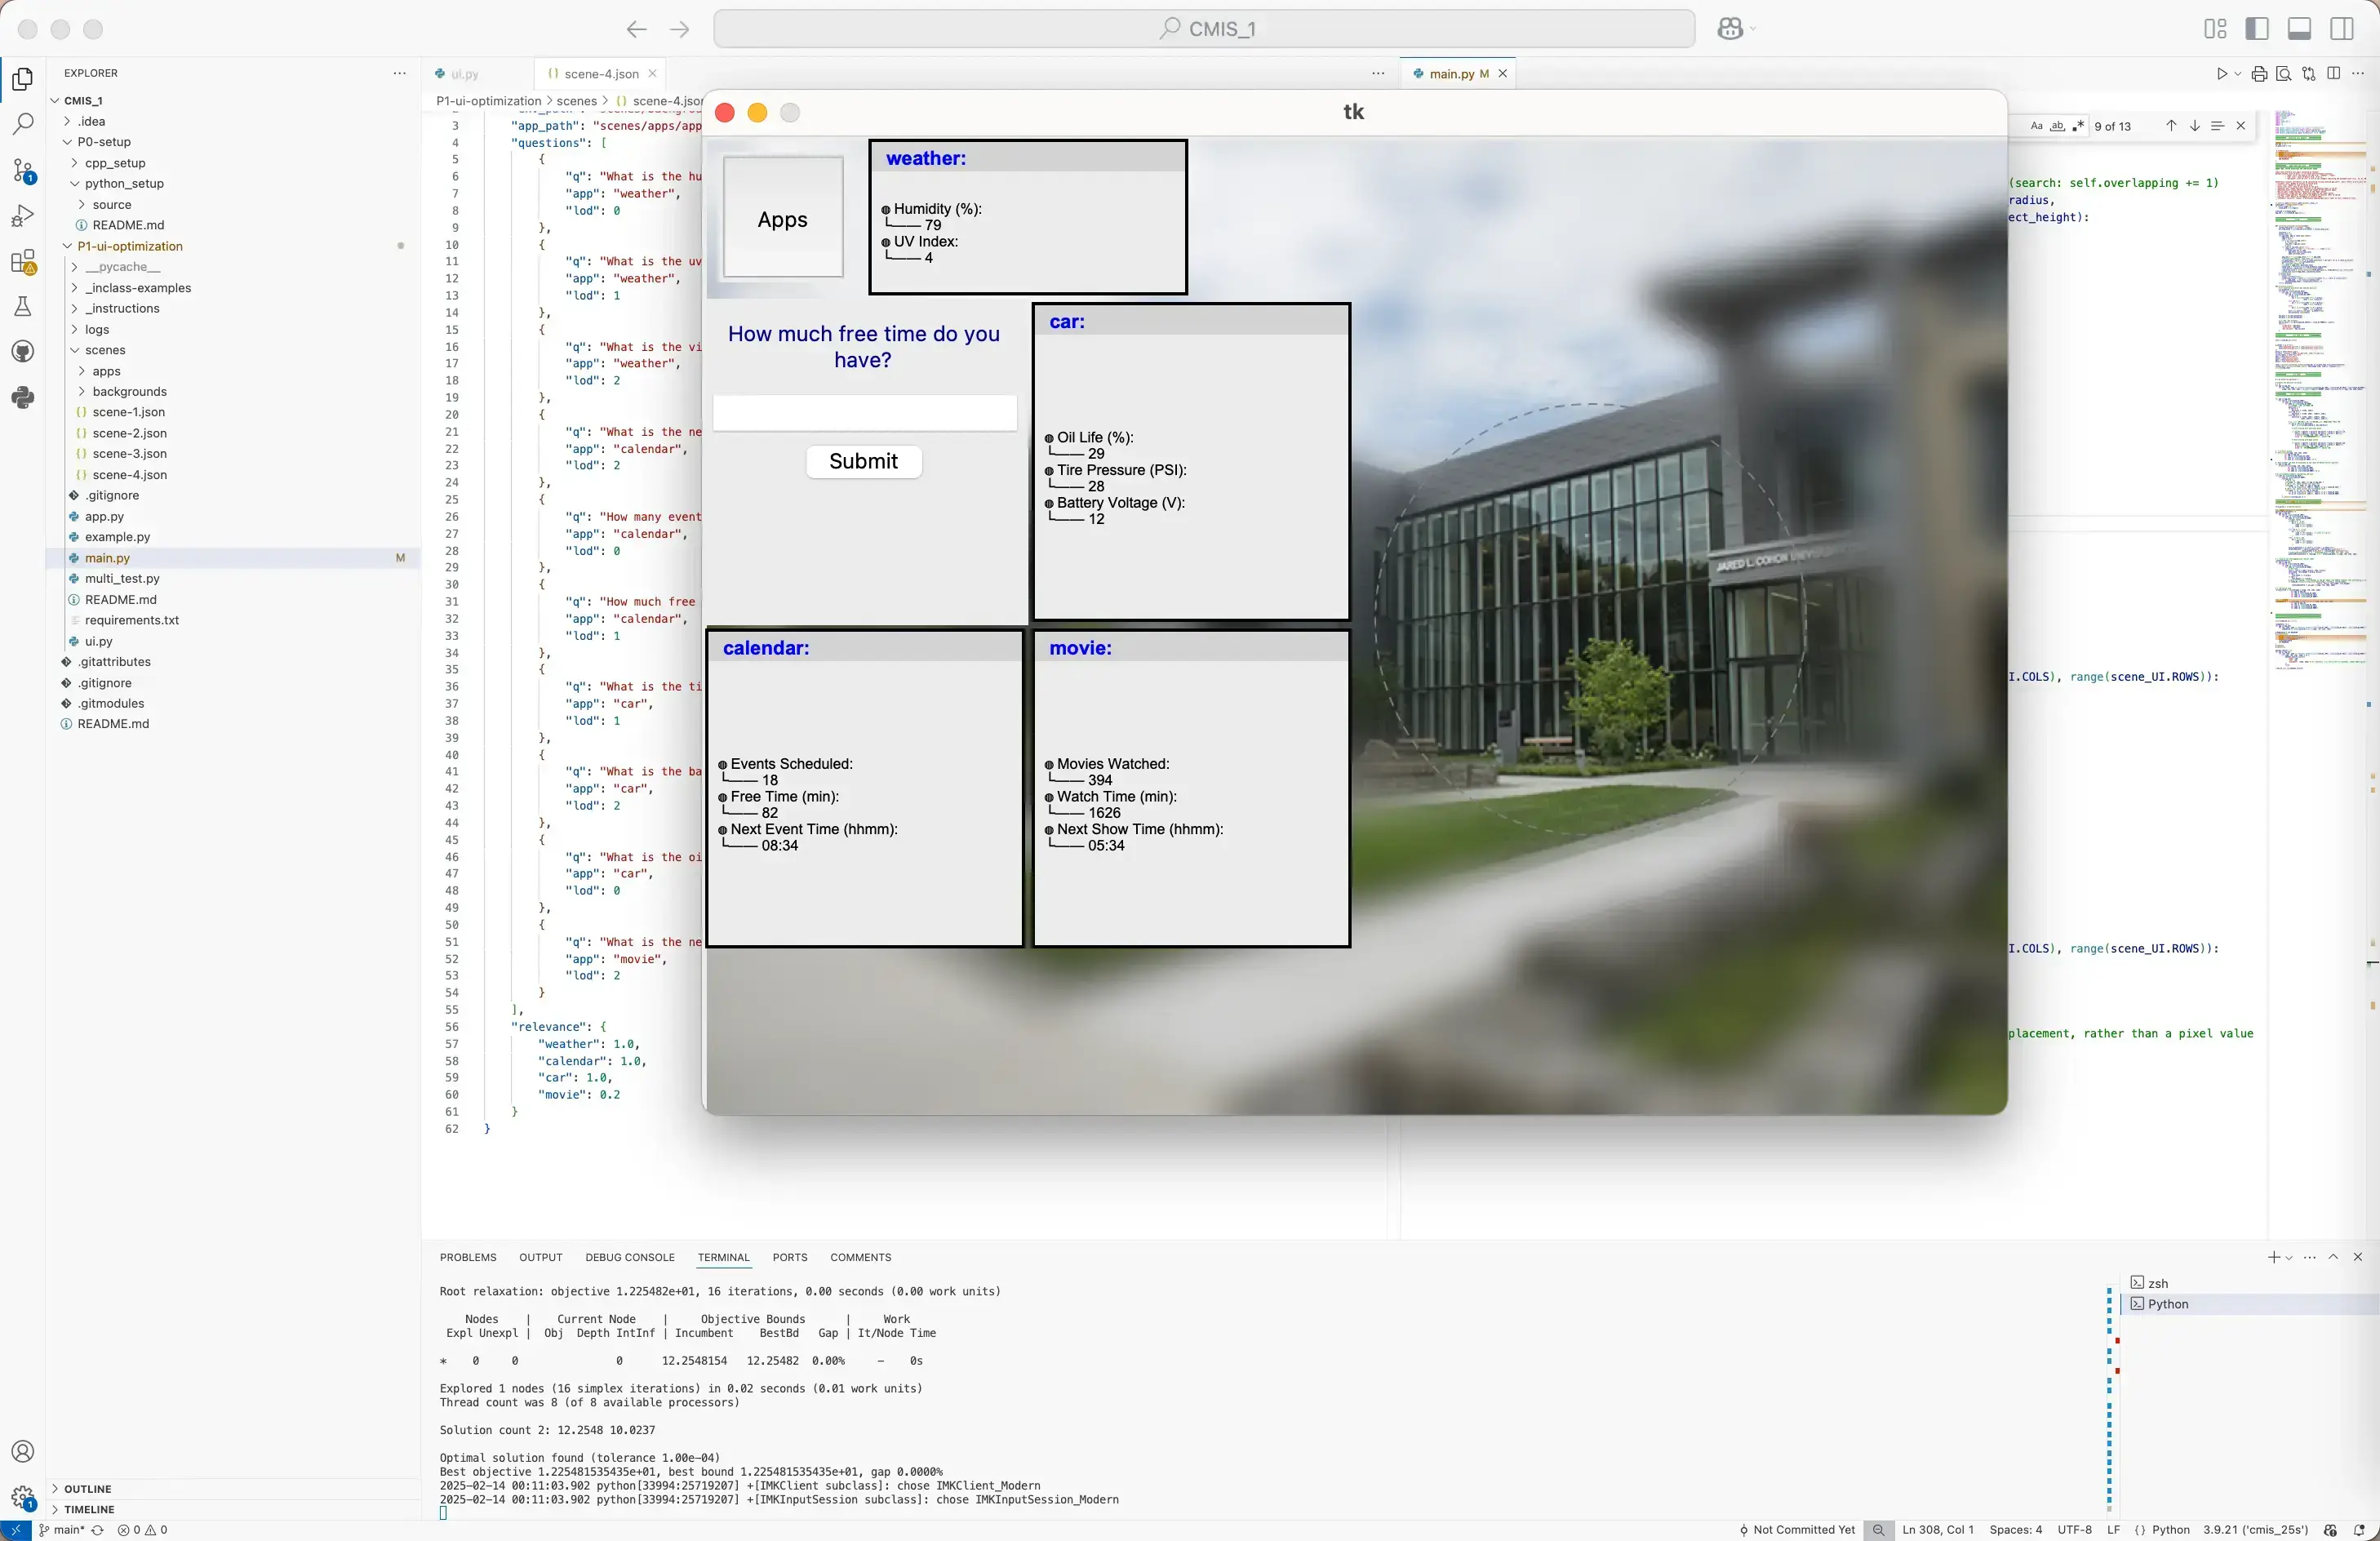 CMIS_1
EXPLORER
CMIS_1
.idea
P0-setup
cpp_setup
python_setup
source
README.md
P1-ui-optimization
__pycache__
_inclass-examples
_instructions
logs
scenes
apps
backgrounds
scene-1.json
scene-2.json
scene-3.json
scene-4.json
.gitignore
app.py
example.py
main.py M
multi_test.py
README.md
requirements.txt
ui.py
.gitattributes
.gitignore
.gitmodules
README.md
OUTLINE
TIMELINE
ui.py
scene-4.json
main.py M
P1-ui-optimization > scenes > scene-4.json
3 "app_path": "scenes/apps/app
4 "questions": [
5 {
6 "q": "What is the hu
7 "app": "weather",
8 "lod": 0
9 },
10 {
11 "q": "What is the uv
12 "app": "weather",
13 "lod": 1
14 },
15 {
16 "q": "What is the vi
17 "app": "weather",
18 "lod": 2
19 },
20 {
21 "q": "What is the ne
22 "app": "calendar",
23 "lod": 2
24 },
25 {
26 "q": "How many event
27 "app": "calendar",
28 "lod": 0
29 },
30 {
31 "q": "How much free
32 "app": "calendar",
33 "lod": 1
34 },
35 {
36 "q": "What is the ti
37 "app": "car",
38 "lod": 1
39 },
40 {
41 "q": "What is the ba
42 "app": "car",
43 "lod": 2
44 },
45 {
46 "q": "What is the oi
47 "app": "car",
48 "lod": 0
49 },
50 {
51 "q": "What is the ne
52 "app": "movie",
53 "lod": 2
54 }
55 ],
56 "relevance": {
57 "weather": 1.0,
58 "calendar": 1.0,
59 "car": 1.0,
60 "movie": 0.2
61 }
62 }
tk
Apps
weather:
Humidity (%):
79
UV Index:
4
How much free time do you
have?
Submit
car:
Oil Life (%):
29
Tire Pressure (PSI):
28
Battery Voltage (V):
12
calendar:
Events Scheduled:
18
Free Time (min):
82
Next Event Time (hhmm):
08:34
movie:
Movies Watched:
394
Watch Time (min):
1626
Next Show Time (hhmm):
05:34
JARED L. COHON
Aa ab 9 of 13
(search: self.overlapping += 1)
radius,
ect_height):
I.COLS), range(scene_UI.ROWS)):
I.COLS), range(scene_UI.ROWS)):
placement, rather than a pixel value
PROBLEMS OUTPUT DEBUG CONSOLE TERMINAL PORTS COMMENTS
Root relaxation: objective 1.225482e+01, 16 iterations, 0.00 seconds (0.00 work units)
Nodes | Current Node | Objective Bounds | Work
Expl Unexpl | Obj Depth IntInf | Incumbent BestBd Gap | It/Node Time
* 0 0 0 12.2548154 12.25482 0.00% – 0s
Explored 1 nodes (16 simplex iterations) in 0.02 seconds (0.01 work units)
Thread count was 8 (of 8 available processors)
Solution count 2: 12.2548 10.0237
Optimal solution found (tolerance 1.00e-04)
Best objective 1.225481535435e+01, best bound 1.225481535435e+01, gap 0.0000%
2025-02-14 00:11:03.902 python[33994:25719207] +[IMKClient subclass]: chose IMKClient_Modern
2025-02-14 00:11:03.902 python[33994:25719207] +[IMKInputSession subclass]: chose IMKInputSession_Modern
zsh
Python
main* 0 0
Not Committed Yet
Ln 308, Col 1 Spaces: 4 UTF-8 LF {} Python 3.9.21 ('cmis_25s')